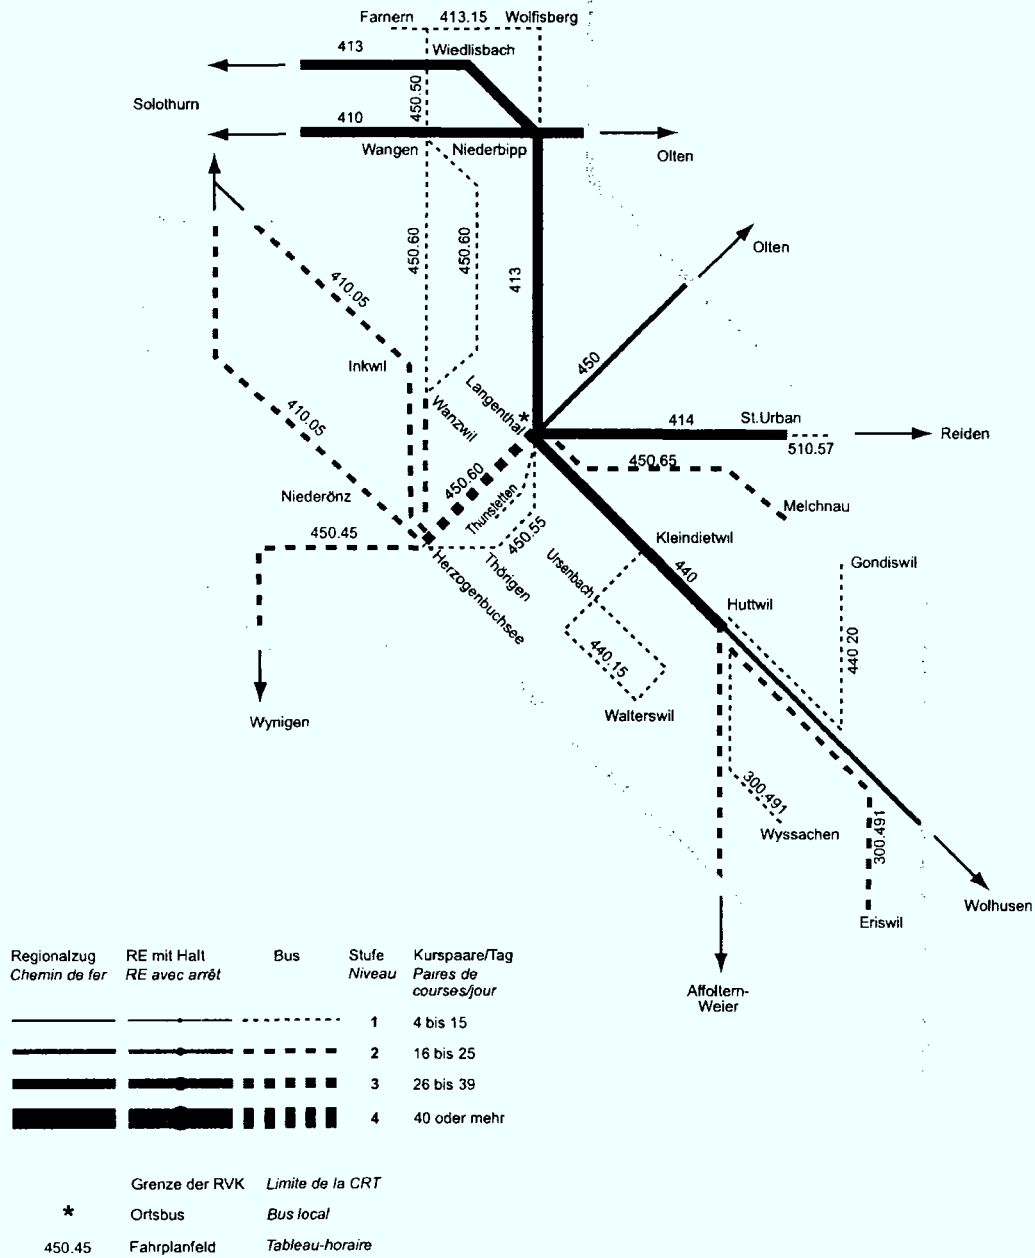 Farnern 413.15 Wolfisberg
413 Wiedlisbach
450.50
Solothurn
410
Wangen Niederbipp
Olten
450.60
450.60
413
Olten
410.05
Inkwil
450
410.05
Wanzwil
Langenthal
*
414 St.Urban
510.57
Reiden
450.65
Melchnau
450.60
Niederönz
Thunstetten
450.45
450.55
Thörigen
Herzogenbuchsee
Ursenbach
Kleindietwil
440
Gondiswil
Huttwil
440.20
440.15
Walterswil
Wynigen
300.491
Wyssachen
300.491
Eriswil
Wolhusen
Affoltern-
Weier
Regionalzug RE mit Halt Bus Stufe Kurspaare/Tag
Chemin de fer RE avec arrêt Niveau Paires de
courses/jour
1 4 bis 15
2 16 bis 25
3 26 bis 39
4 40 oder mehr
Grenze der RVK Limite de la CRT
* Ortsbus Bus local
450.45 Fahrplanfeld Tableau-horaire